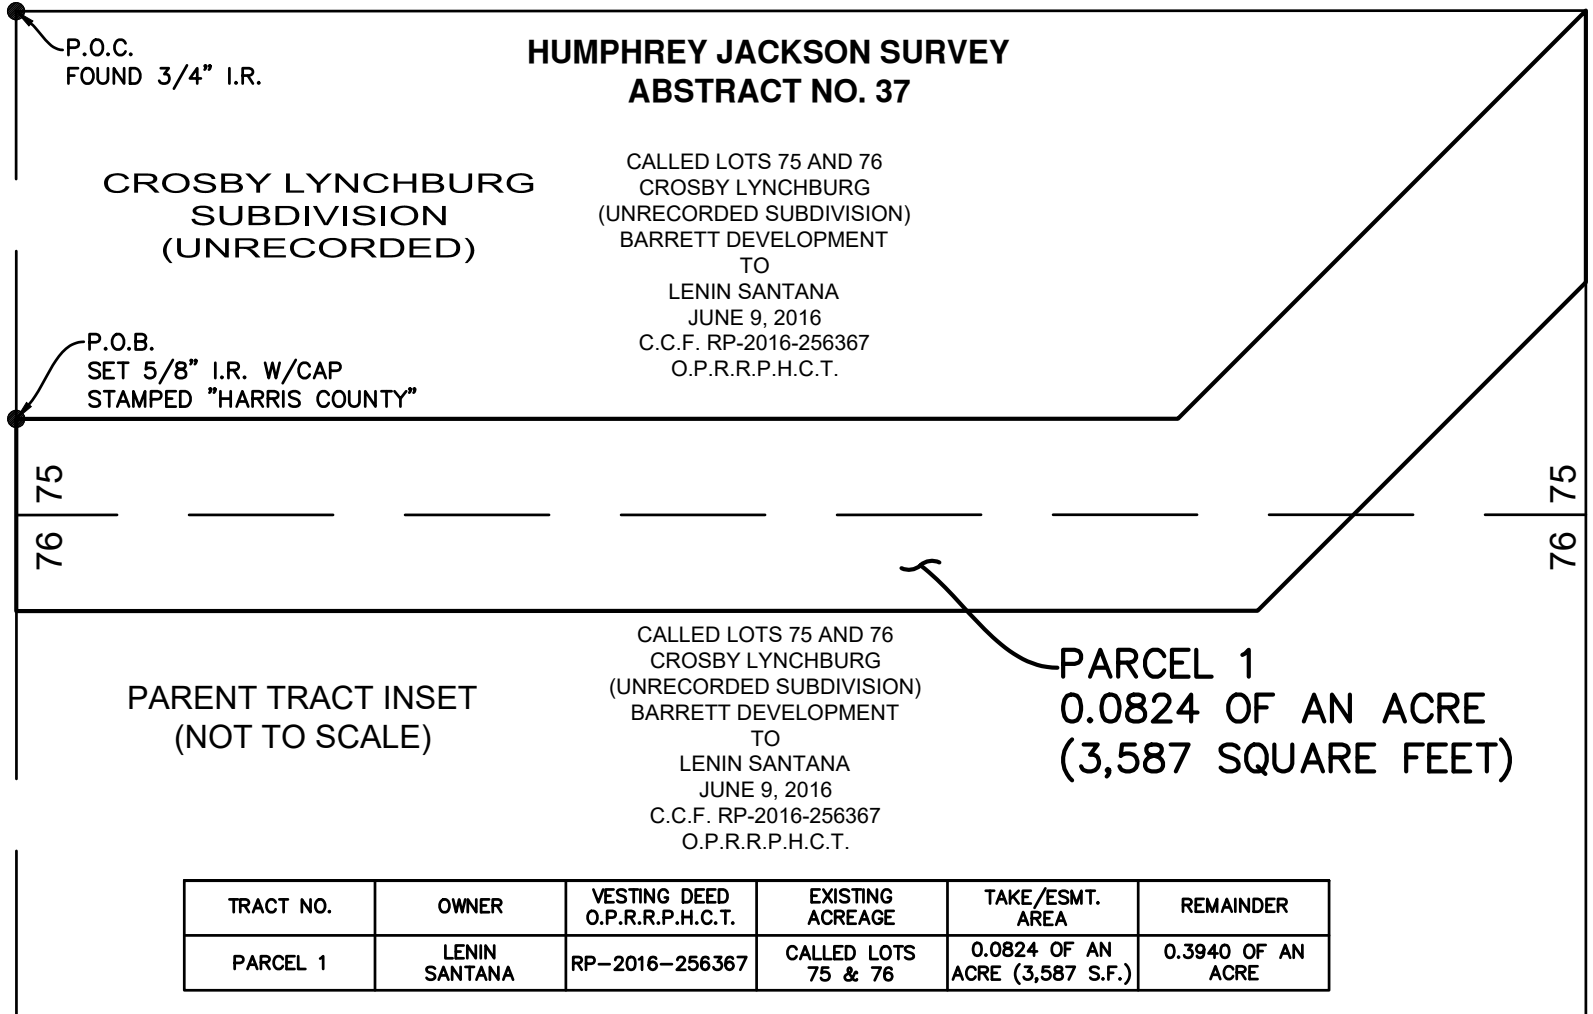 P.O.C.
FOUND 3/4" I.R.
HUMPHREY JACKSON SURVEY
ABSTRACT NO. 37
CROSBY LYNCHBURG
SUBDIVISION
(UNRECORDED)
CALLED LOTS 75 AND 76
CROSBY LYNCHBURG
(UNRECORDED SUBDIVISION)
BARRETT DEVELOPMENT
TO
LENIN SANTANA
JUNE 9, 2016
C.C.F. RP-2016-256367
O.P.R.R.P.H.C.T.
P.O.B.
SET 5/8" I.R. W/CAP
STAMPED "HARRIS COUNTY"
75
76
75
76
CALLED LOTS 75 AND 76
CROSBY LYNCHBURG
(UNRECORDED SUBDIVISION)
BARRETT DEVELOPMENT
TO
LENIN SANTANA
JUNE 9, 2016
C.C.F. RP-2016-256367
O.P.R.R.P.H.C.T.
PARCEL 1
0.0824 OF AN ACRE
(3,587 SQUARE FEET)
PARENT TRACT INSET
(NOT TO SCALE)
TRACT NO.
OWNER
VESTING DEED
O.P.R.R.P.H.C.T.
EXISTING
ACREAGE
TAKE/ESMT.
AREA
REMAINDER
PARCEL 1
LENIN
SANTANA
RP-2016-256367
CALLED LOTS
75 & 76
0.0824 OF AN
ACRE (3,587 S.F.)
0.3940 OF AN
ACRE